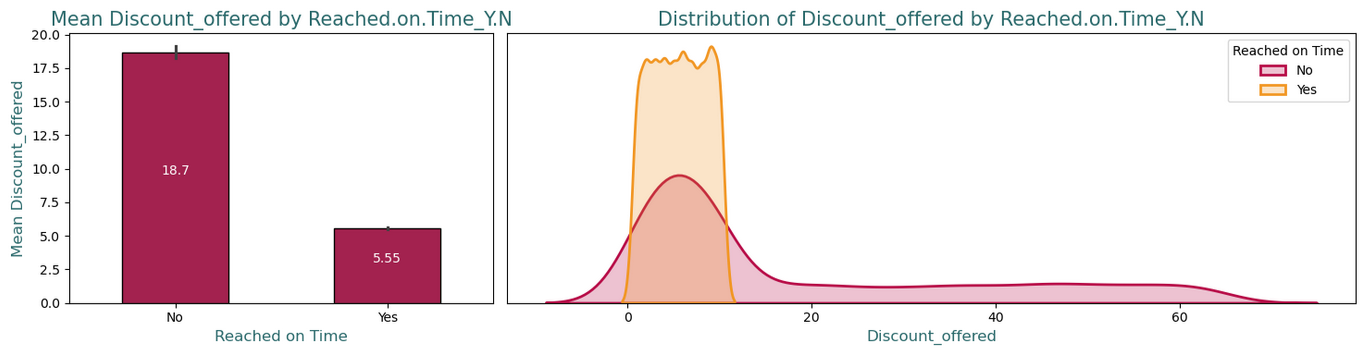 Mean Discount_offered by Reached.on.Time_Y.N
Mean Discount_offered
20.0
17.5
15.0
12.5
10.0
7.5
5.0
2.5
0.0
18.7
5.55
No
Yes
Reached on Time
Distribution of Discount_offered by Reached.on.Time_Y.N
Reached on Time
No
Yes
0
20
40
60
Discount_offered